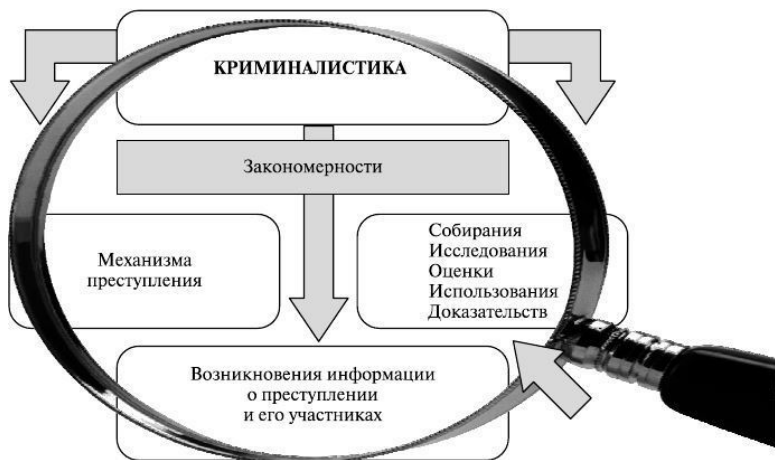 КРИМИНАЛИСТИКА
Закономерности
Механизма
преступления
Собирания
Исследования
Оценки
Использования
Доказательств
Возникновения информации
о преступлении
и его участниках